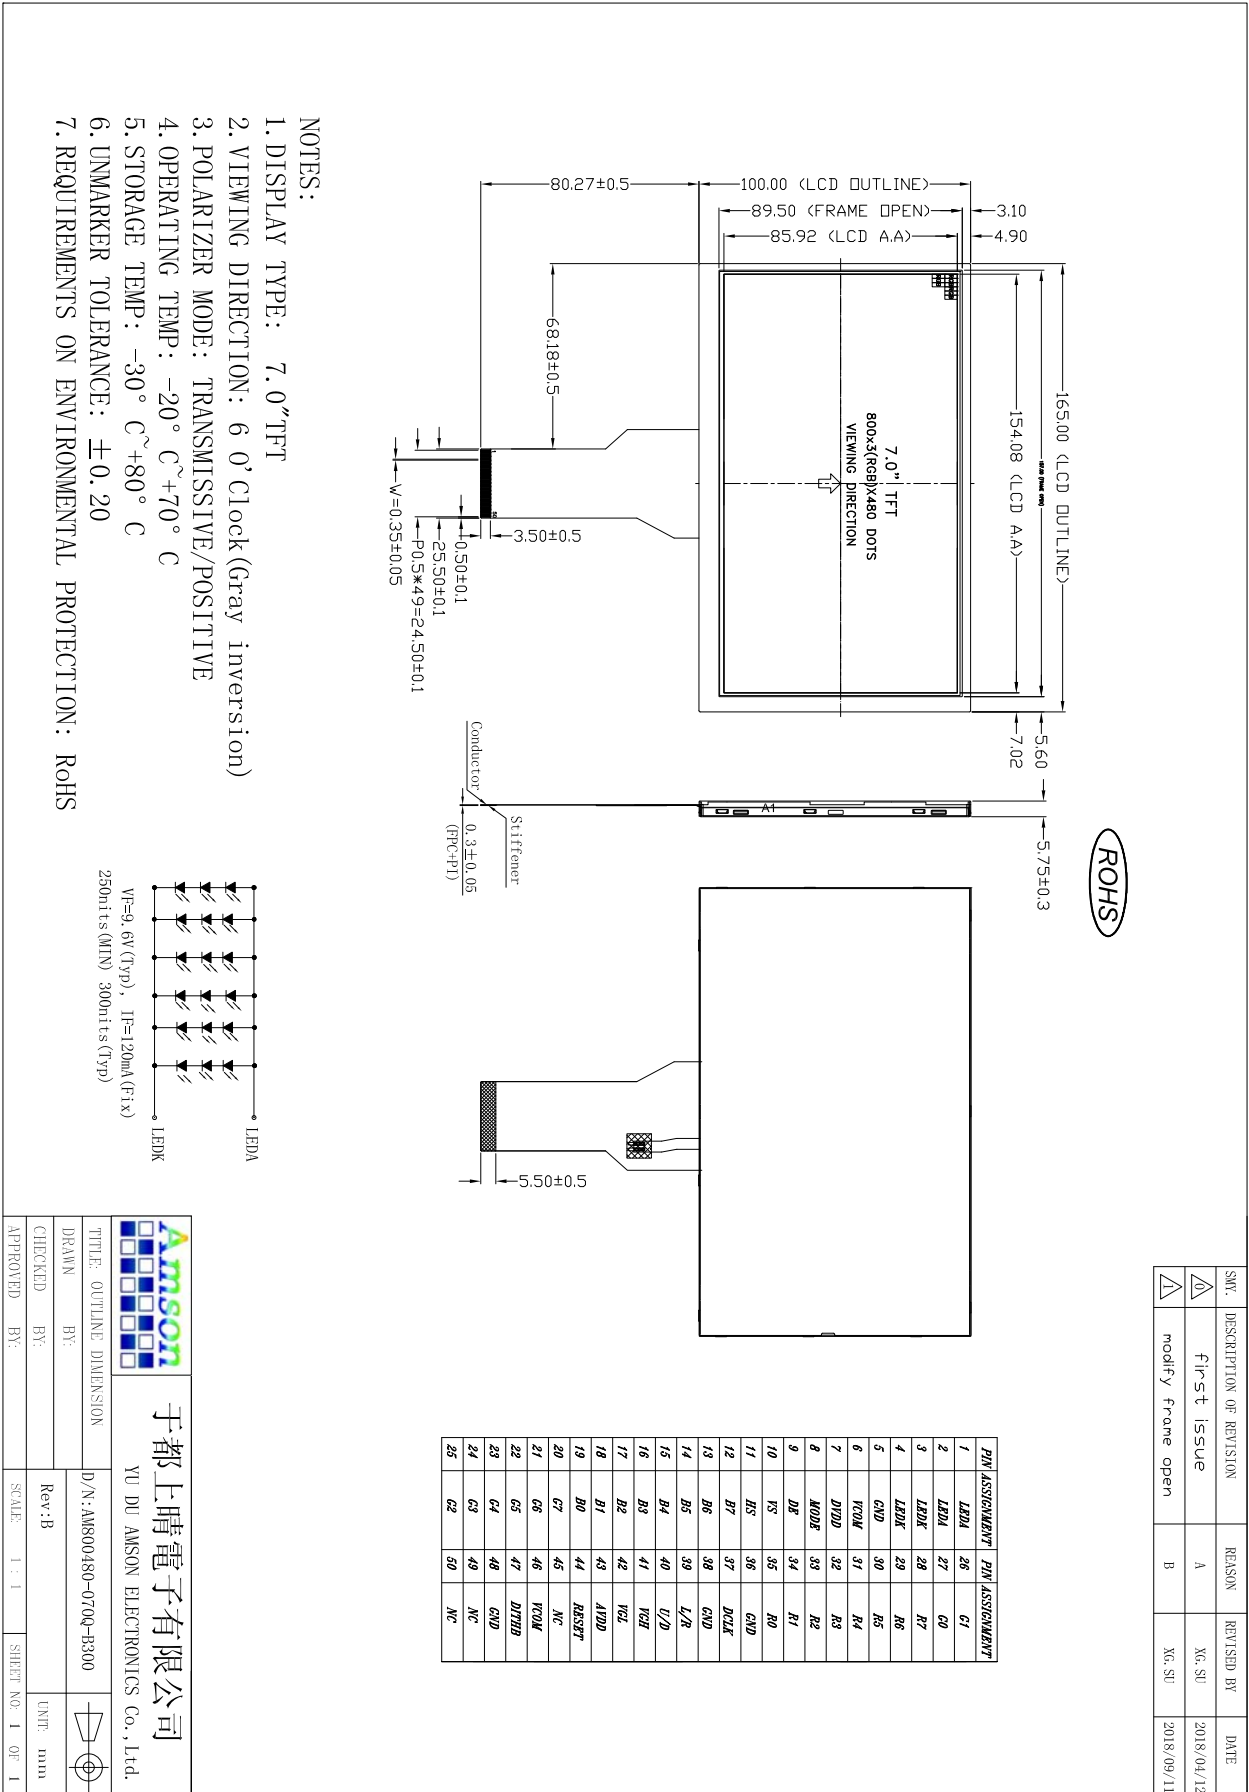 SMY. DESCRIPTION OF REVISION REASON REVISED BY DATE
0 first issue A XG.SU 2018/04/12
1 modify frame open B XG.SU 2018/09/11
ROHS
165.00 (LCD OUTLINE)
154.08 (LCD A.A)
5.60
7.02
5.75±0.3
3.10
4.90
100.00 (LCD OUTLINE)
89.50 (FRAME OPEN)
85.92 (LCD A.A)
80.27±0.5
7.0" TFT
800x3(RGB)X480 DOTS
VIEWING DIRECTION
68.18±0.5
3.50±0.5
0.50±0.1
25.50±0.1
P0.5*49=24.50±0.1
W=0.35±0.05
A1
Stiffener
Conductor
0.3±0.05
(FPC+PI)
5.50±0.5
PIN ASSIGNMENT PIN ASSIGNMENT
1 LEDA 26 G1
2 LEDA 27 G0
3 LEDK 28 R7
4 LEDK 29 R6
5 GND 30 R5
6 VCOM 31 R4
7 DVDD 32 R3
8 MODE 33 R2
9 DE 34 R1
10 VS 35 R0
11 HS 36 GND
12 B7 37 DCLK
13 B6 38 GND
14 B5 39 L/R
15 B4 40 U/D
16 B3 41 VGH
17 B2 42 VGL
18 B1 43 AVDD
19 B0 44 RESET
20 G7 45 NC
21 G6 46 VCOM
22 G5 47 DITHB
23 G4 48 GND
24 G3 49 NC
25 G2 50 NC
NOTES:
1. DISPLAY TYPE: 7.0"TFT
2. VIEWING DIRECTION: 6 O'Clock(Gray inversion)
3. POLARIZER MODE: TRANSMISSIVE/POSITIVE
4. OPERATING TEMP: -20° C~+70° C
5. STORAGE TEMP: -30° C~+80° C
6. UNMARKER TOLERANCE: ±0.20
7. REQUIREMENTS ON ENVIRONMENTAL PROTECTION: RoHS
LEDA
LEDK
VF=9.6V(Typ), IF=120mA(Fix)
250nits(MIN) 300nits(Typ)
Amson
于都上晴電子有限公司
YU DU AMSON ELECTRONICS Co., Ltd.
TITLE: OUTLINE DIMENSION
D/N:AM800480-070Q-B300
DRAWN BY:
CHECKED BY:
Rev:B
UNIT: mm
APPROVED BY:
SCALE: 1 : 1
SHEET NO: 1 OF 1